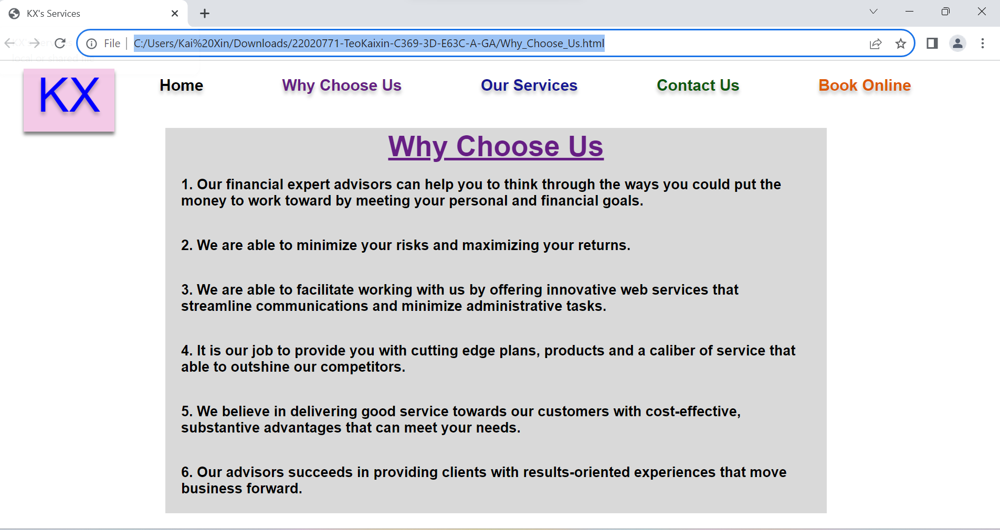 KX's Services
File
C:/Users/Kai%20Xin/Downloads/22020771-TeoKaixin-C369-3D-E63C-A-GA/Why_Choose_Us.html
KX's Services
local or shared file
KX
Home
Why Choose Us
Our Services
Contact Us
Book Online
Why Choose Us
1. Our financial expert advisors can help you to think through the ways you could put the
money to work toward by meeting your personal and financial goals.
2. We are able to minimize your risks and maximizing your returns.
3. We are able to facilitate working with us by offering innovative web services that
streamline communications and minimize administrative tasks.
4. It is our job to provide you with cutting edge plans, products and a caliber of service that
able to outshine our competitors.
5. We believe in delivering good service towards our customers with cost-effective,
substantive advantages that can meet your needs.
6. Our advisors succeeds in providing clients with results-oriented experiences that move
business forward.